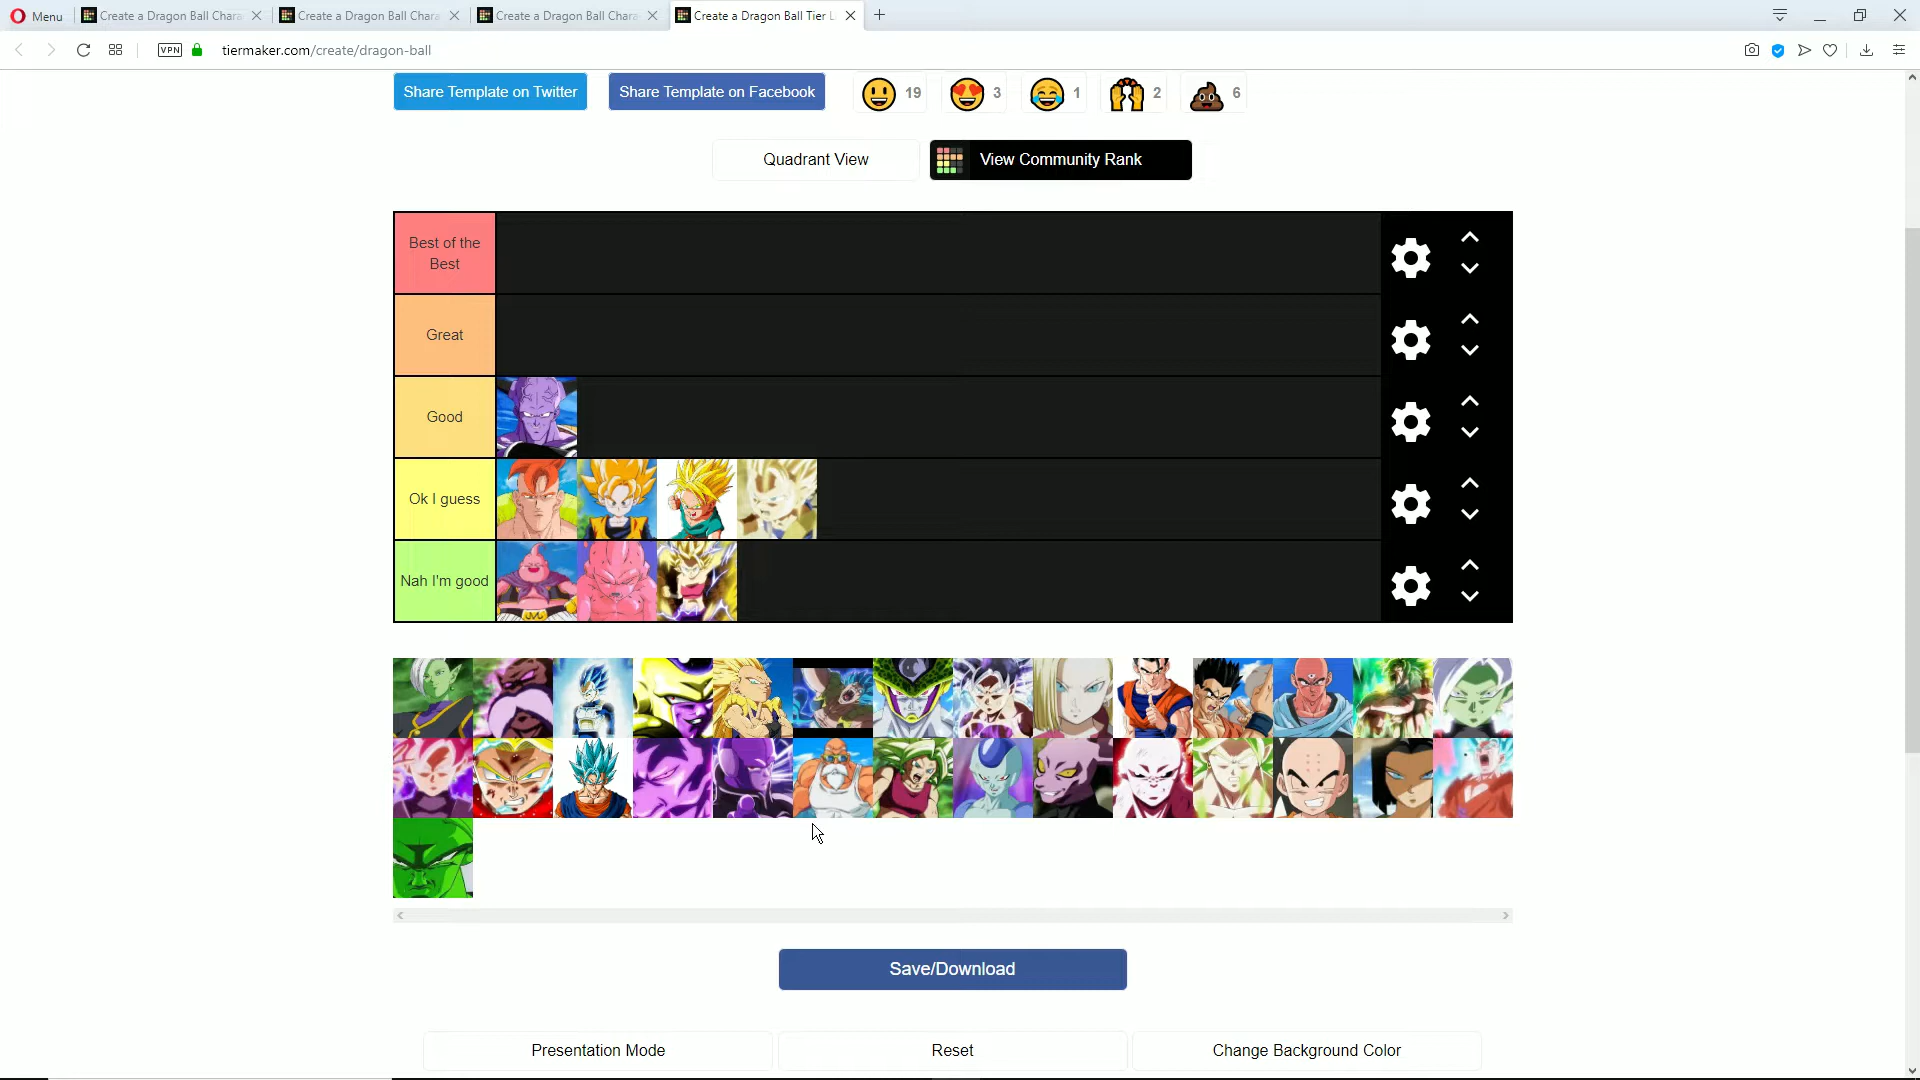 Menu
Create a Dragon Ball Chara
Create a Dragon Ball Chara
Create a Dragon Ball Chara
Create a Dragon Ball Tier L
VPN
tiermaker.com/create/dragon-ball
Share Template on Twitter
Share Template on Facebook
19
3
1
2
6
Quadrant View
View Community Rank
Best of the
Best
Great
Good
Ok I guess
Nah I'm good
Save/Download
Presentation Mode
Reset
Change Background Color